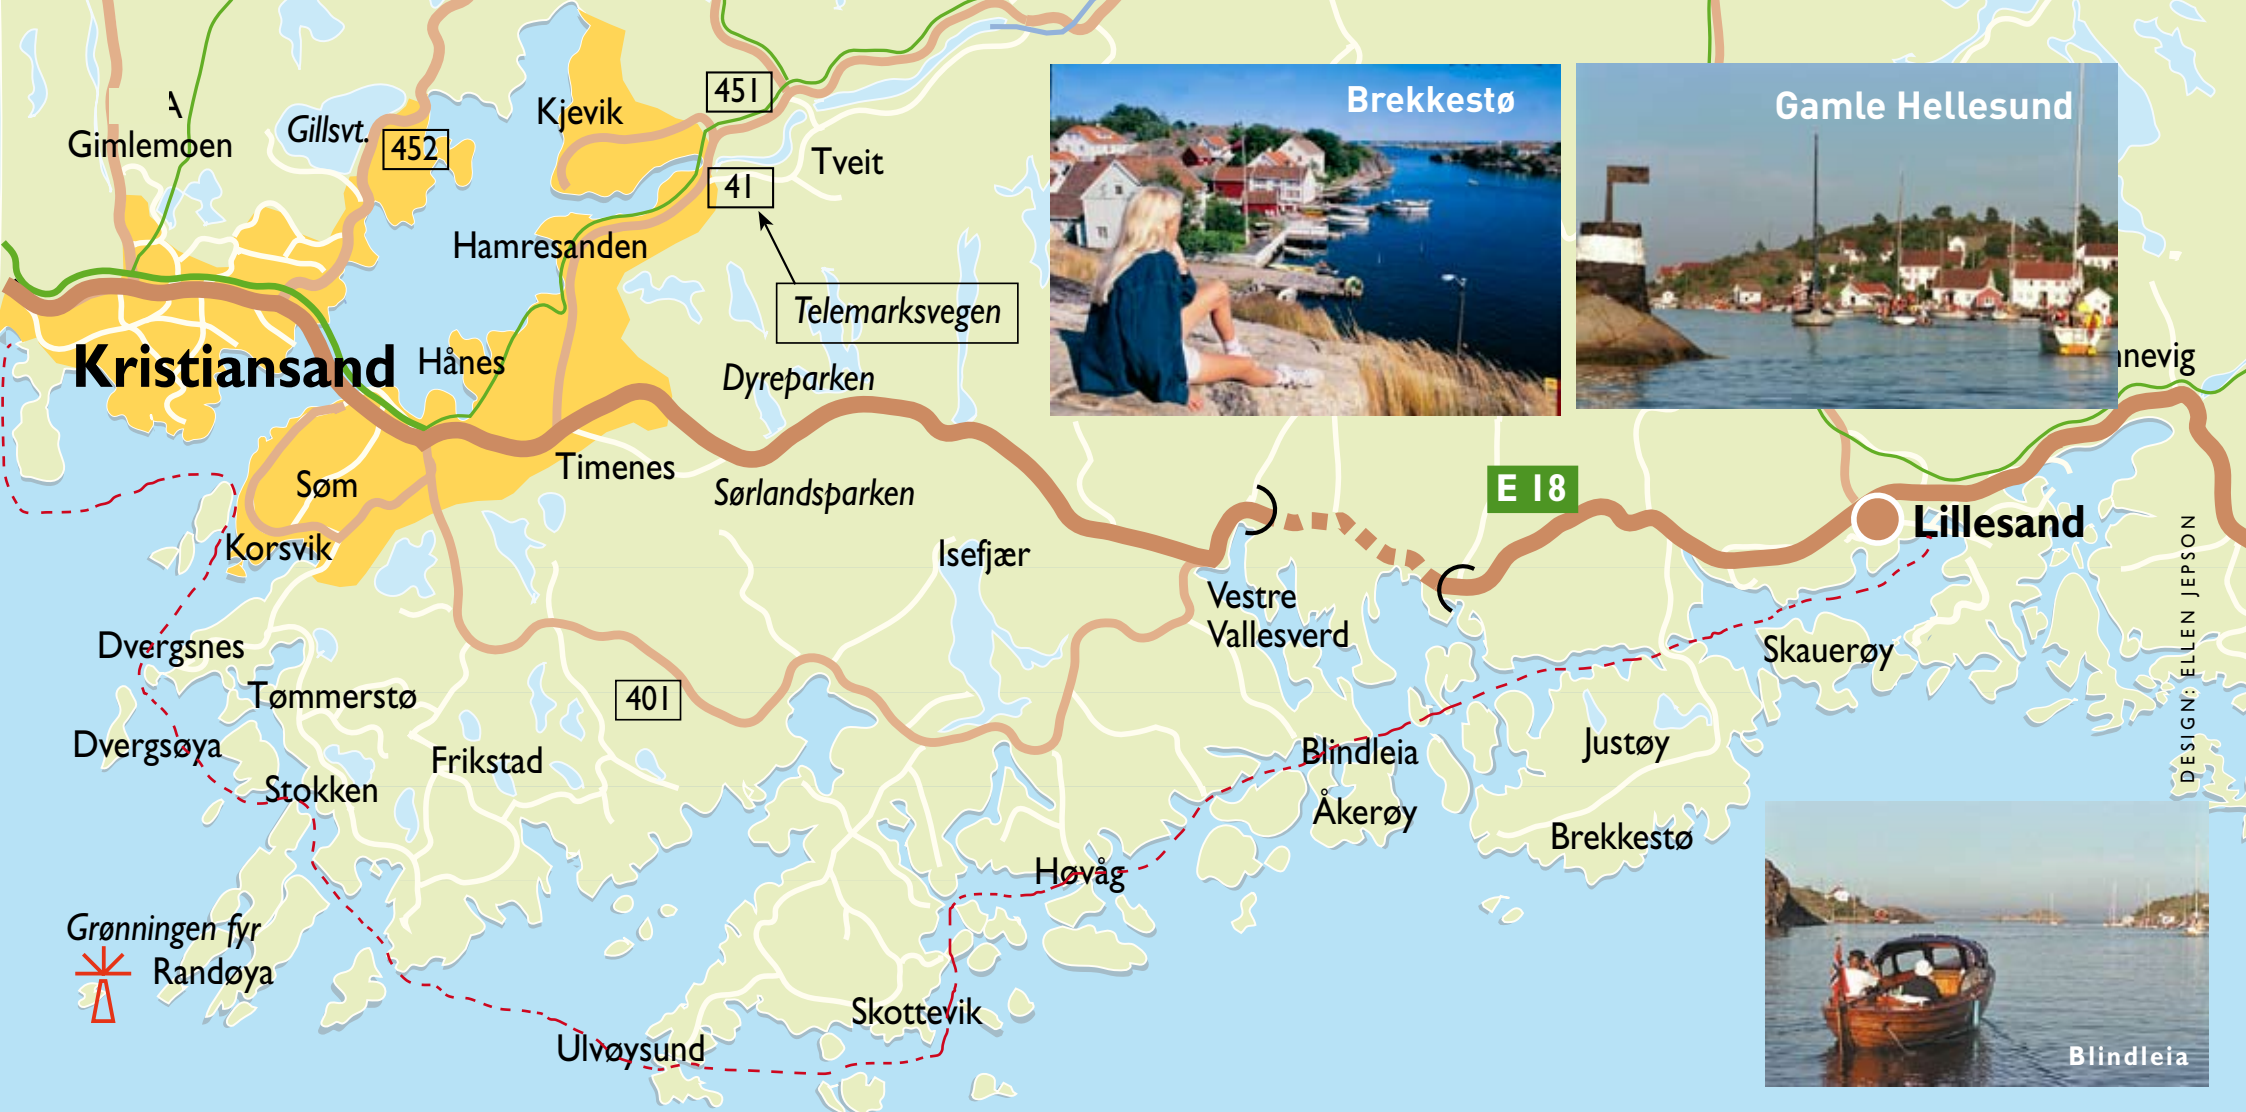 451
Kjevik
Brekkestø
Gamle Hellesund
A
Gimlemoen
Gillsvt.
452
Tveit
41
Hamresanden
Telemarksvegen
Kristiansand
Hånes
Dyreparken
nnevig
Timenes
Søm
Sørlandsparken
E 18
Lillesand
Korsvik
Isefjær
Vestre
Vallesverd
Dvergsnes
Skauerøy
Tømmerstø
401
Dvergsøya
Frikstad
Blindleia
Justøy
Stokken
Åkerøy
Brekkestø
Høvåg
Grønningen fyr
Randøya
Skottevik
Ulvøysund
Blindleia
DESIGN: ELLEN JEPSON